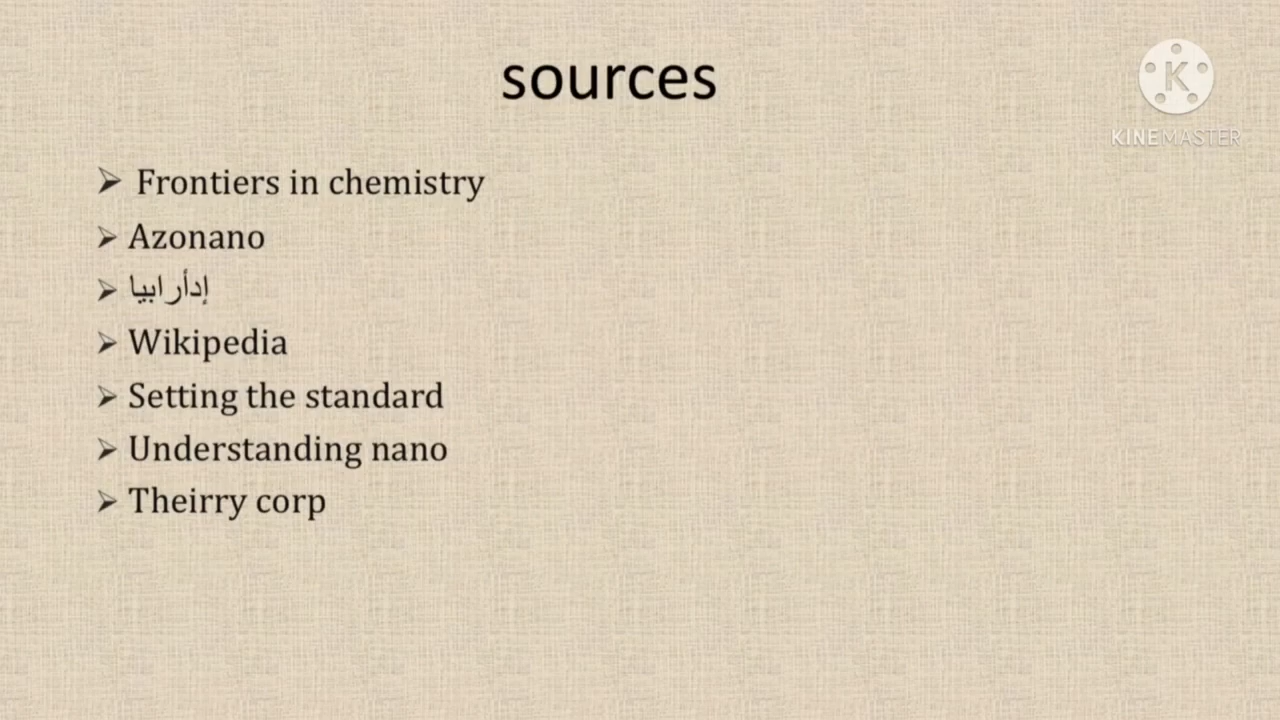 sources
K
KINEMASTER
➢ Frontiers in chemistry
➢ Azonano
➢ إدأرابيا
➢ Wikipedia
➢ Setting the standard
➢ Understanding nano
➢ Theirry corp